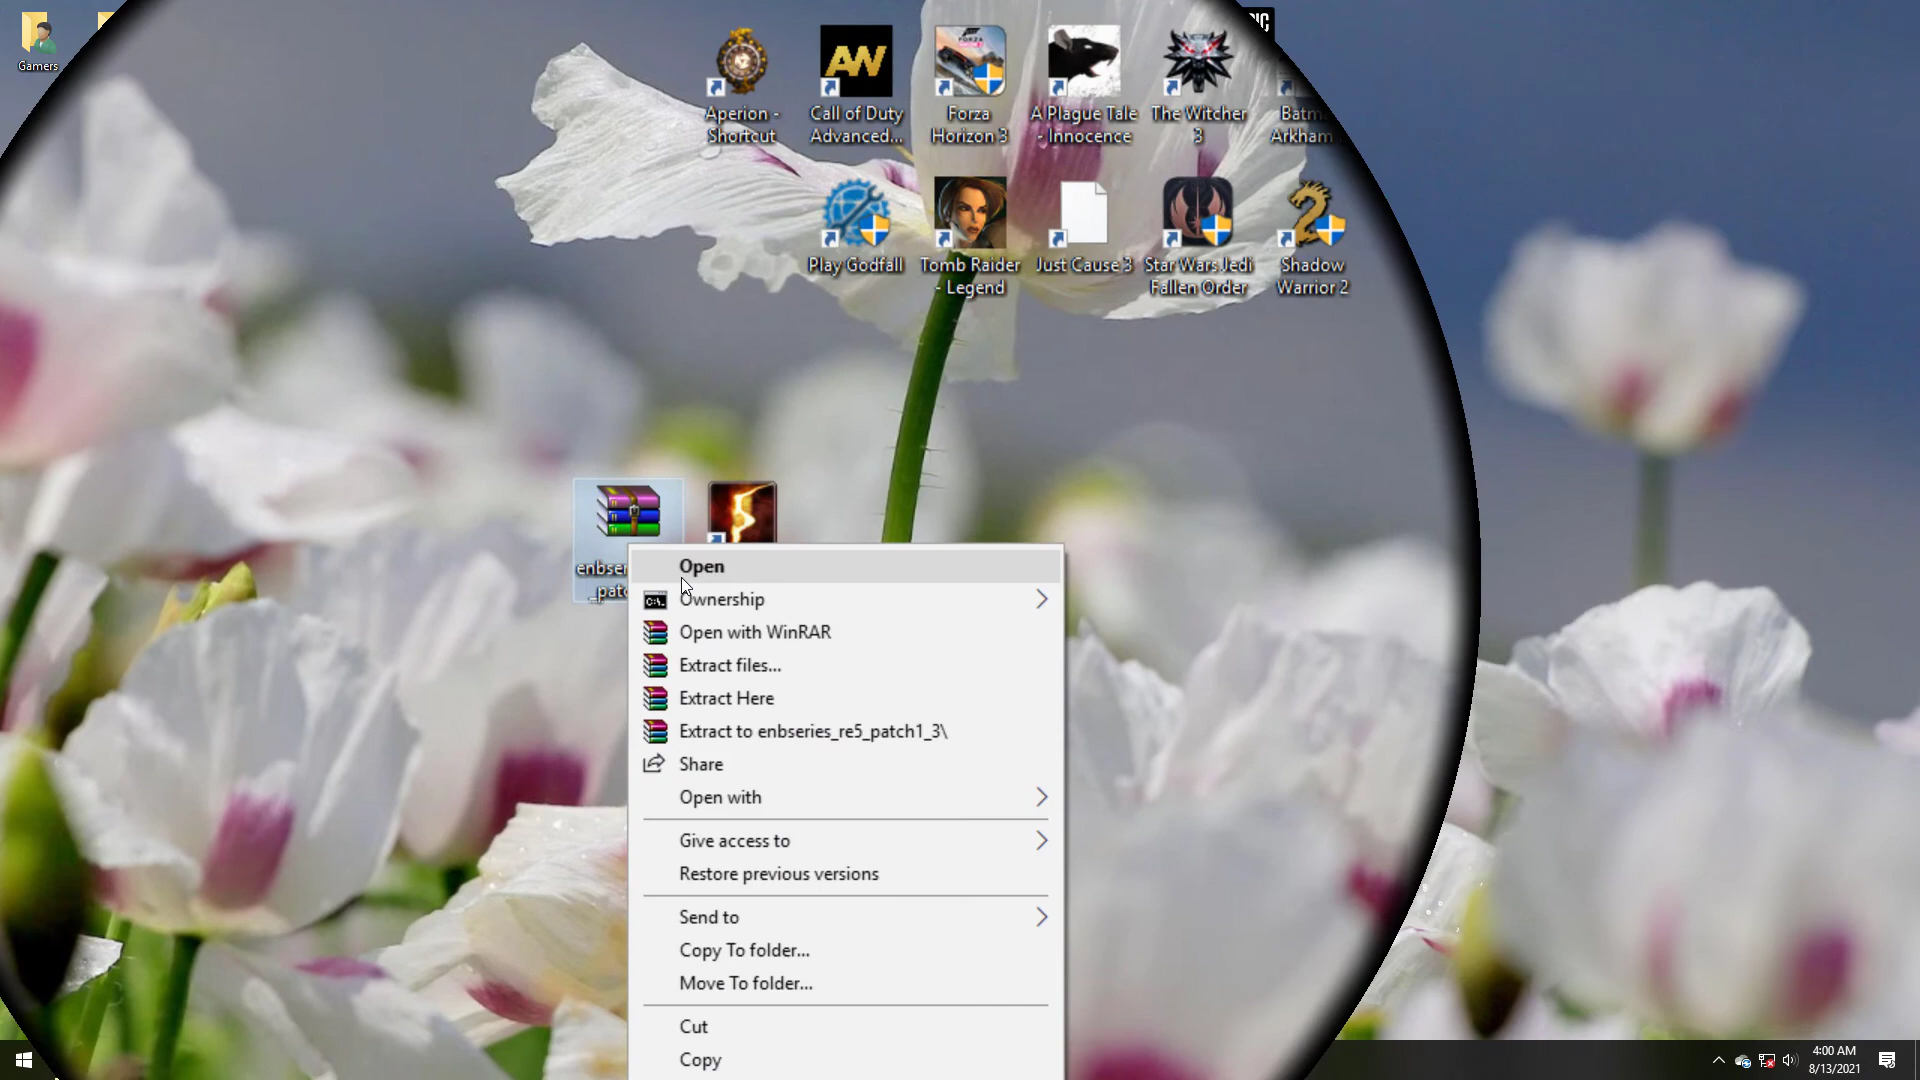 Gamers
Aperion -
Shortcut
AW
Call of Duty
Advanced...
FORZA
Forza
Horizon 3
A Plague Tale
- Innocence
The Witcher
3
Arkham
Play Godfall
Tomb Raider
- Legend
Just Cause 3
Star Wars Jedi
Fallen Order
Shadow
Warrior 2
Open
Ownership
Open with WinRAR
Extract files...
Extract Here
Extract to enbseries_re5_patch1_3\
Share
Open with
Give access to
Restore previous versions
Send to
Copy To folder...
Move To folder...
Cut
Copy
4:00 AM
8/13/2021